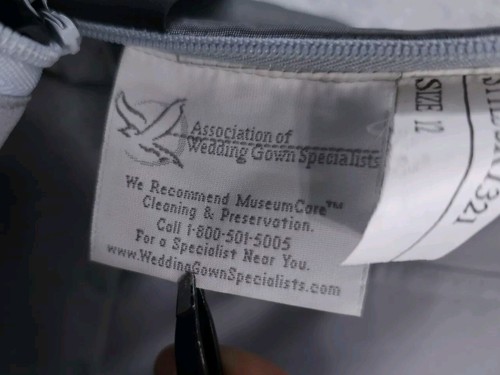 Association of
Wedding Gown Specialists
We Recommend MuseumCare™
Cleaning & Preservation.
Call 1-800-501-5005
For a Specialist Near You.
www.WeddingGownSpecialists.com
SIZE 12
1321